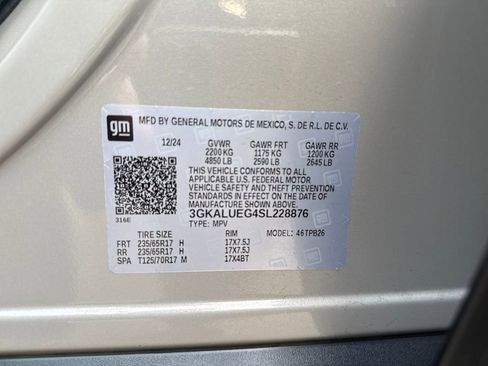 gm
MFD BY GENERAL MOTORS DE MEXICO, S. DE R.L. DE C.V.
12/24 GVWR GAWR FRT GAWR RR
2200 KG 1175 KG 1200 KG
4850 LB 2590 LB 2645 LB
THIS VEHICLE CONFORMS TO ALL
APPLICABLE U.S. FEDERAL MOTOR
VEHICLE SAFETY, BUMPER, AND THEFT
PREVENTION STANDARDS IN EFFECT ON
THE DATE OF MANUFACTURE SHOWN ABOVE.
3GKALUEG4SL228876
316E TYPE: MPV MODEL: 46TPB26
TIRE SIZE RIM
FRT 235/65R17 H 17X7.5J
RR 235/65R17 H 17X7.5J
SPA T125/70R17 M 17X4BT